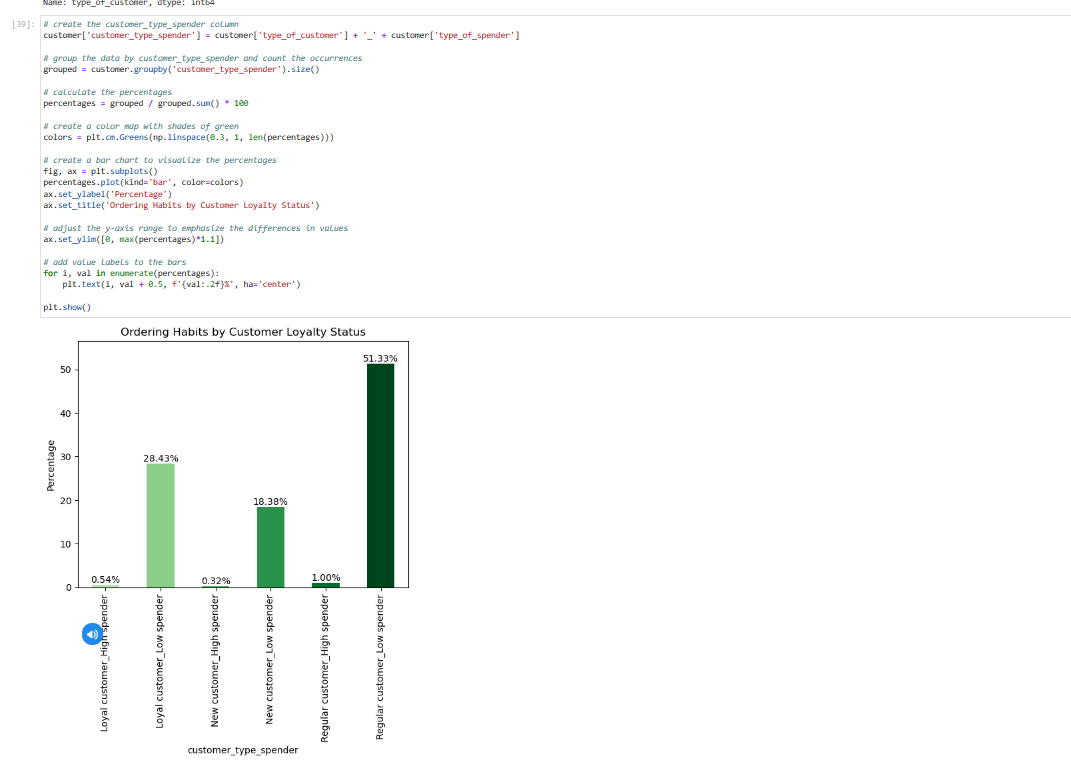 Name: type_of_customer, dtype: int64
[39]:
# create the customer_type_spender column
customer['customer_type_spender'] = customer['type_of_customer'] + '_' + customer['type_of_spender']
# group the data by customer_type_spender and count the occurrences
grouped = customer.groupby('customer_type_spender').size()
# calculate the percentages
percentages = grouped / grouped.sum() * 100
# create a color map with shades of green
colors = plt.cm.Greens(np.linspace(0.3, 1, len(percentages)))
# create a bar chart to visualize the percentages
fig, ax = plt.subplots()
percentages.plot(kind='bar', color=colors)
ax.set_ylabel('Percentage')
ax.set_title('Ordering Habits by Customer Loyalty Status')
# adjust the y-axis range to emphasize the differences in values
ax.set_ylim([0, max(percentages)*1.1])
# add value labels to the bars
for i, val in enumerate(percentages):
    plt.text(i, val + 0.5, f'{val:.2f}%', ha='center')
plt.show()
Ordering Habits by Customer Loyalty Status
Percentage
50
40
30
20
10
0
0.54%
28.43%
0.32%
18.38%
1.00%
51.33%
Loyal customer_High spender
Loyal customer_Low spender
New customer_High spender
New customer_Low spender
Regular customer_High spender
Regular customer_Low spender
customer_type_spender